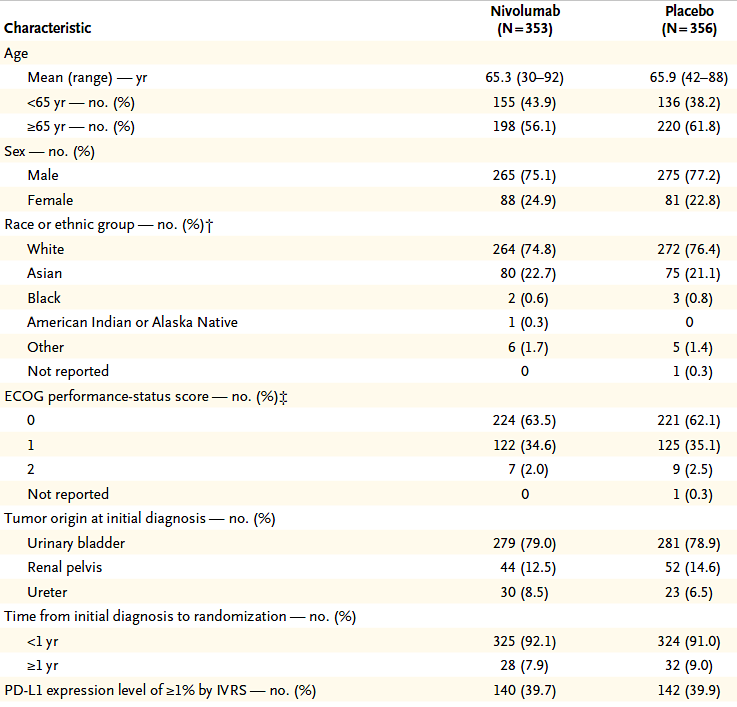 Characteristic Nivolumab (N=353) Placebo (N=356)
Age
Mean (range) — yr 65.3 (30–92) 65.9 (42–88)
<65 yr — no. (%) 155 (43.9) 136 (38.2)
≥65 yr — no. (%) 198 (56.1) 220 (61.8)
Sex — no. (%)
Male 265 (75.1) 275 (77.2)
Female 88 (24.9) 81 (22.8)
Race or ethnic group — no. (%)†
White 264 (74.8) 272 (76.4)
Asian 80 (22.7) 75 (21.1)
Black 2 (0.6) 3 (0.8)
American Indian or Alaska Native 1 (0.3) 0
Other 6 (1.7) 5 (1.4)
Not reported 0 1 (0.3)
ECOG performance-status score — no. (%)‡
0 224 (63.5) 221 (62.1)
1 122 (34.6) 125 (35.1)
2 7 (2.0) 9 (2.5)
Not reported 0 1 (0.3)
Tumor origin at initial diagnosis — no. (%)
Urinary bladder 279 (79.0) 281 (78.9)
Renal pelvis 44 (12.5) 52 (14.6)
Ureter 30 (8.5) 23 (6.5)
Time from initial diagnosis to randomization — no. (%)
<1 yr 325 (92.1) 324 (91.0)
≥1 yr 28 (7.9) 32 (9.0)
PD-L1 expression level of ≥1% by IVRS — no. (%) 140 (39.7) 142 (39.9)